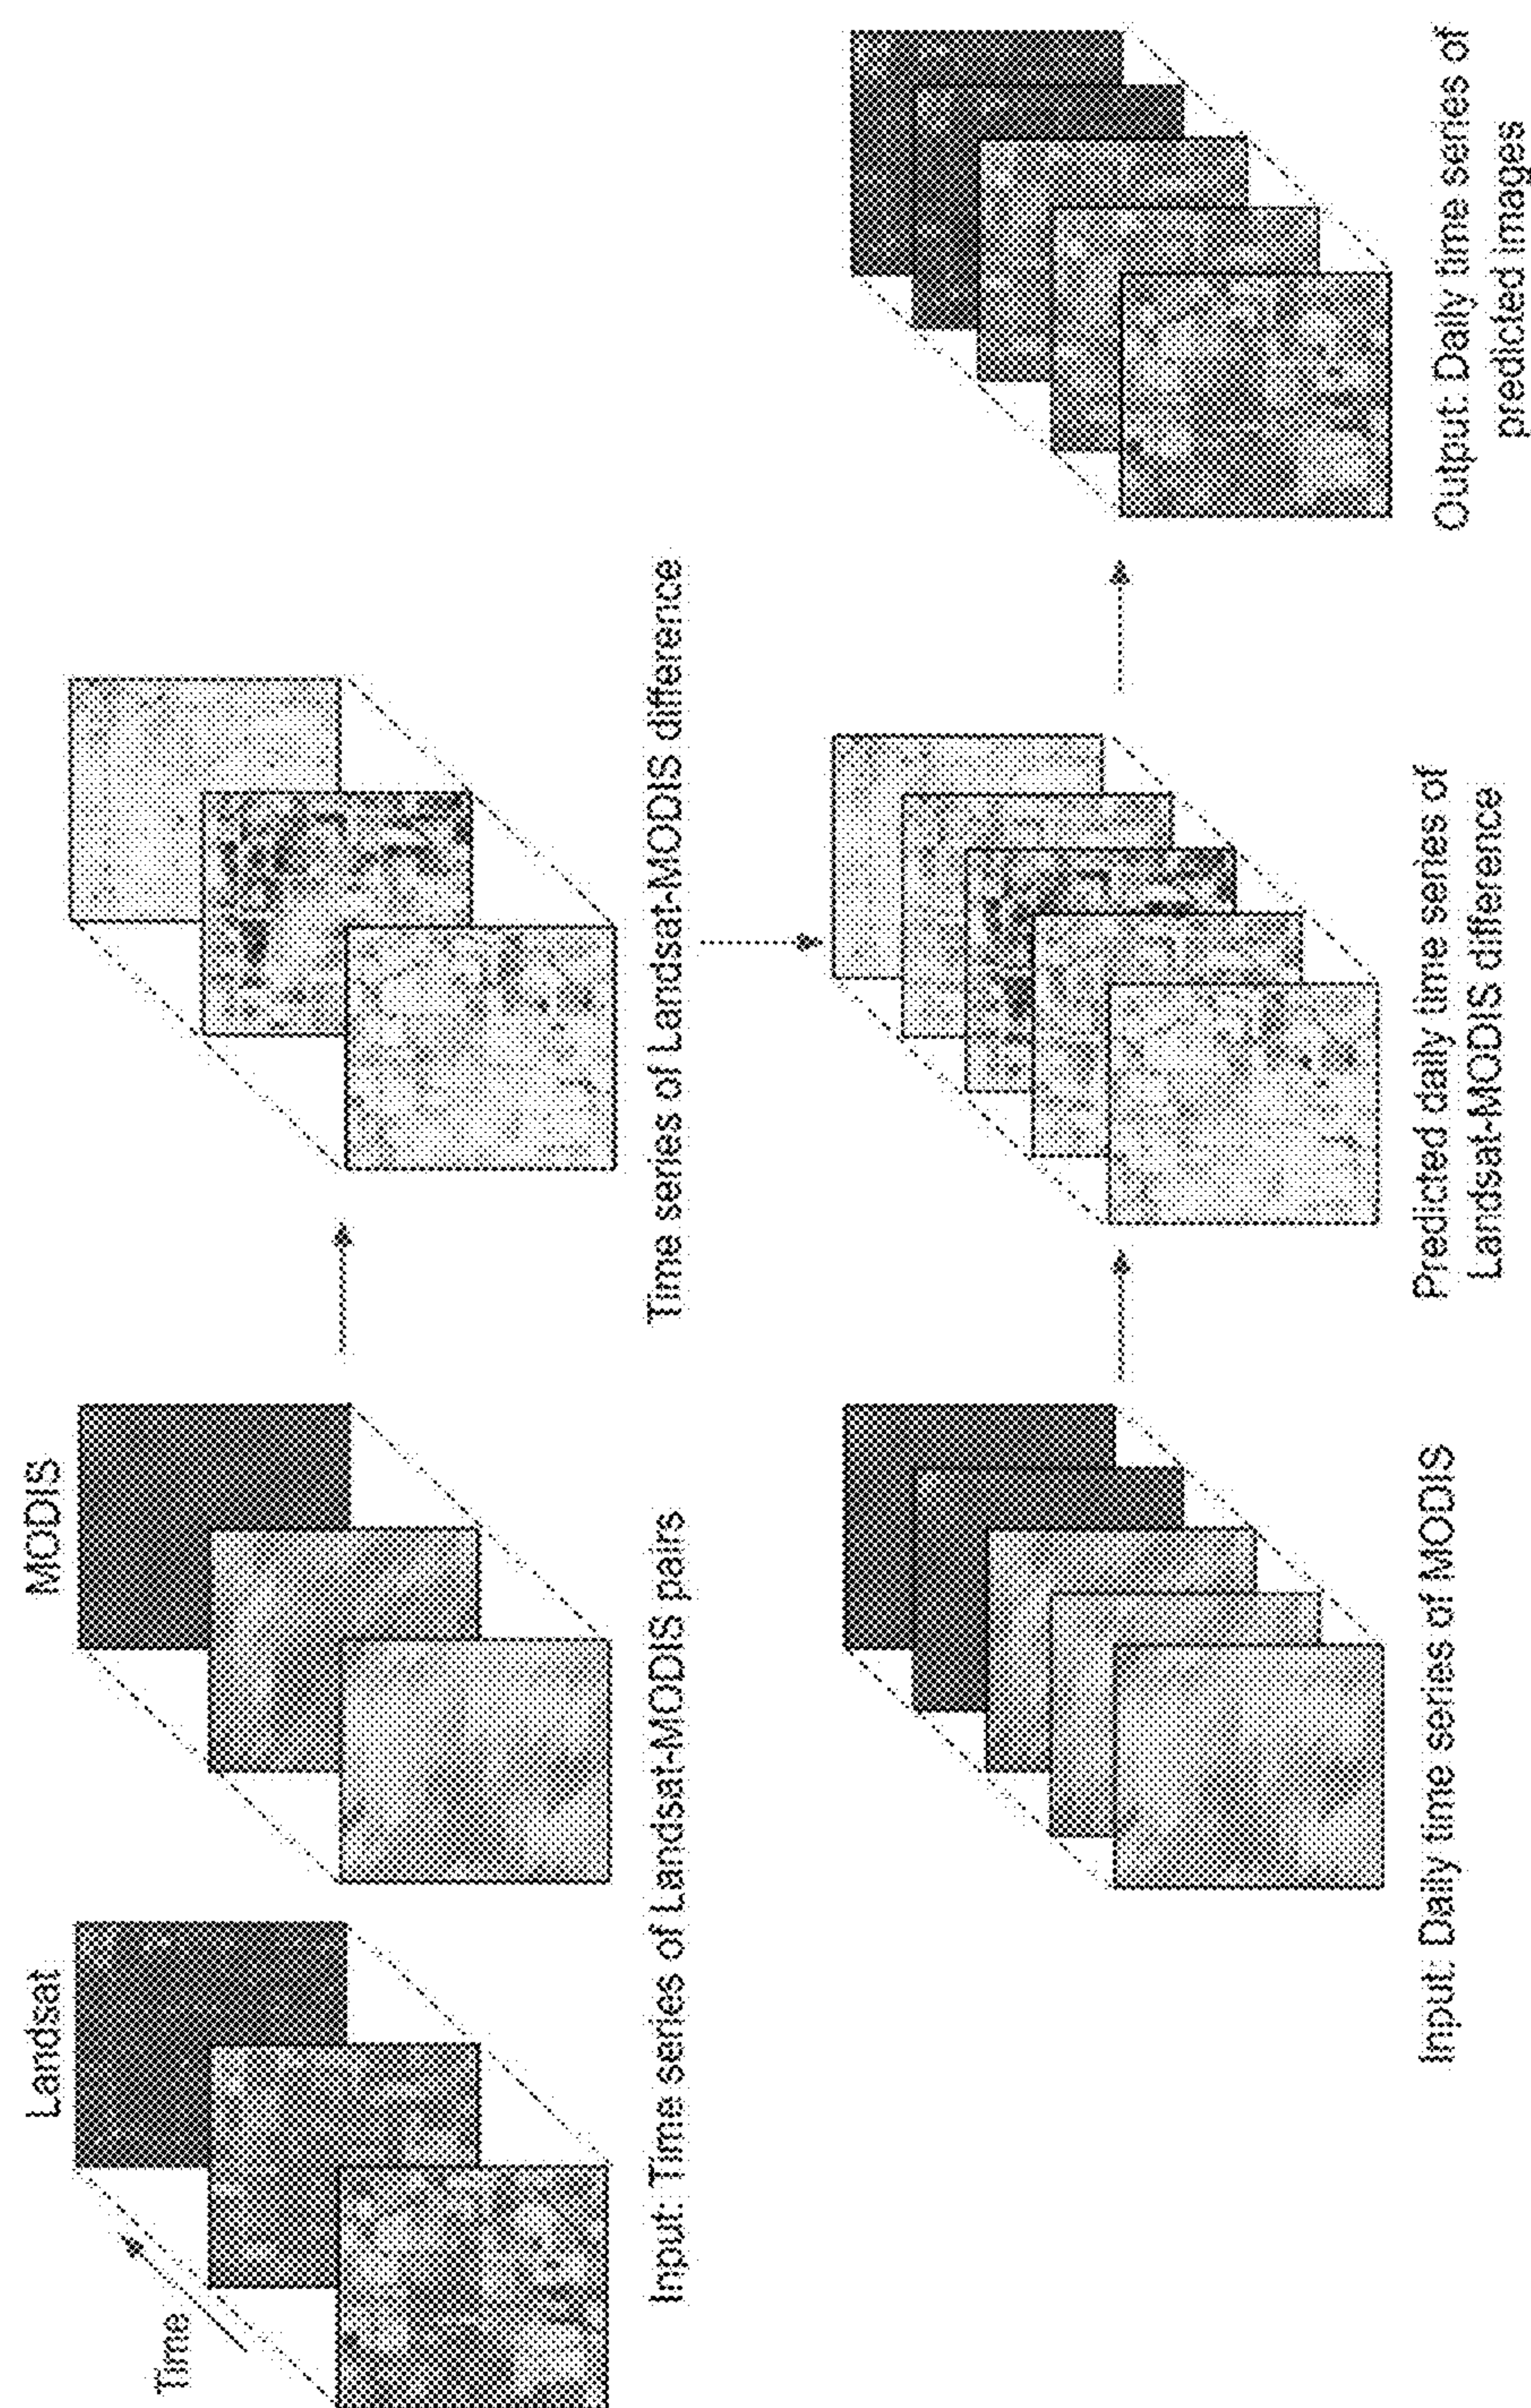 Landsat
MODIS
Time
Input: Time series of Landsat-MODIS pairs
Time series of Landsat-MODIS difference
Input: Daily time series of MODIS
Predicted daily time series of
Landsat-MODIS difference
Output: Daily time series of
predicted images